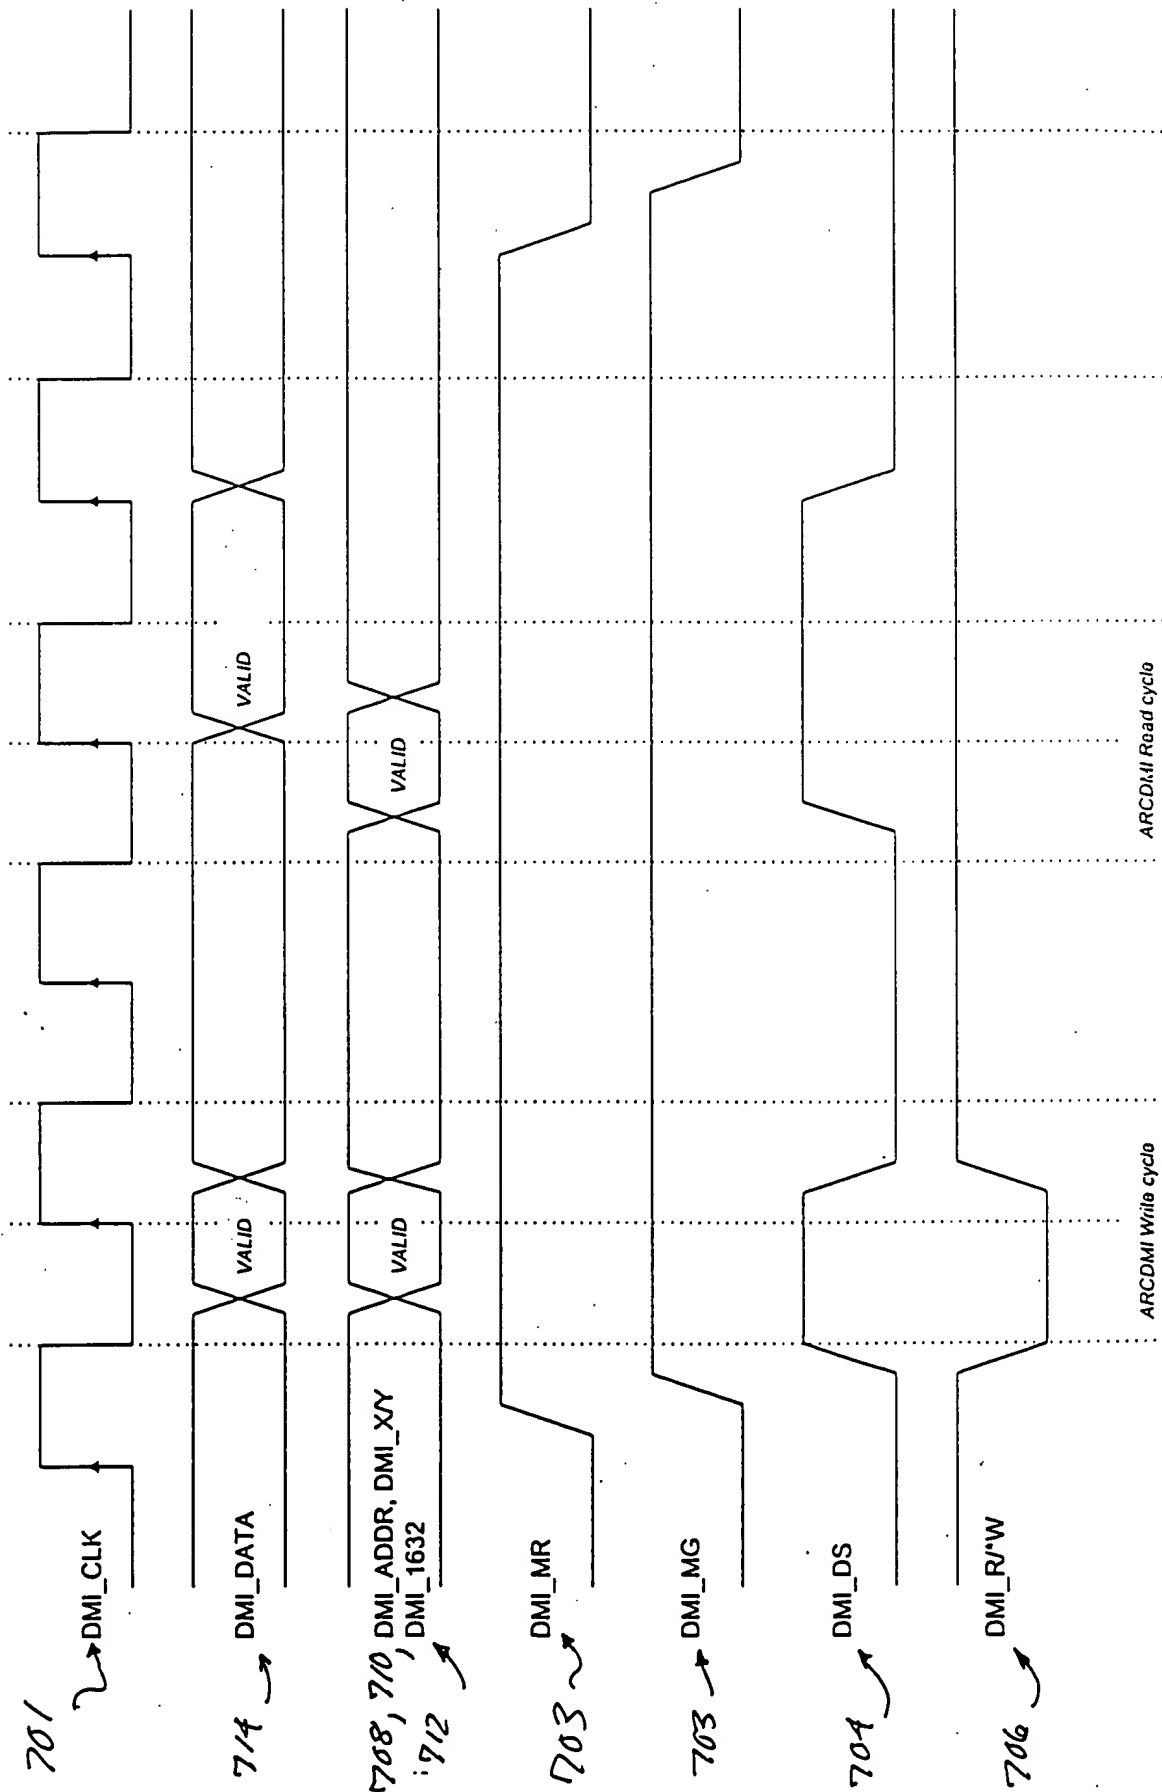 701
DMI_CLK
714
DMI_DATA
VALID
VALID
708, 710,
712
DMI_ADDR, DMI_X/Y
DMI_1632
VALID
VALID
703
DMI_MR
703
DMI_MG
704
DMI_DS
706
DMI_R/*W
ARCDMI Write cycle
ARCDMI Read cycle